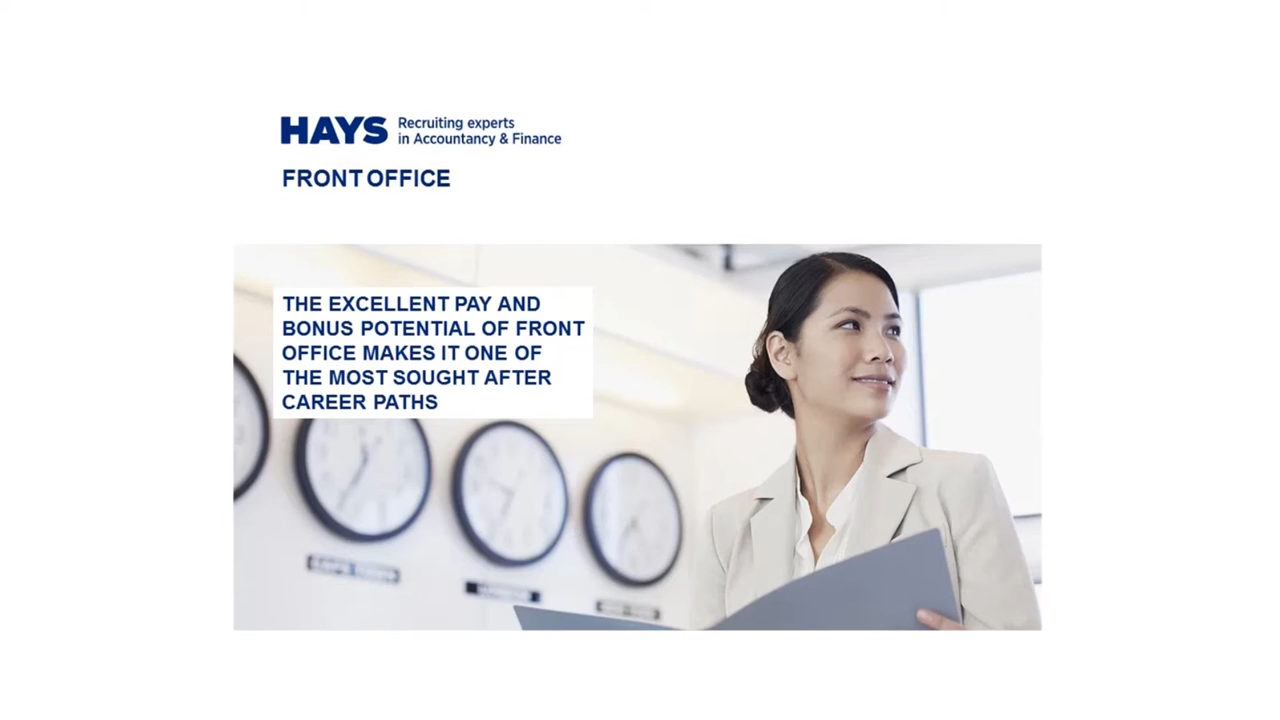 HAYS Recruiting experts
in Accountancy & Finance
FRONT OFFICE
THE EXCELLENT PAY AND
BONUS POTENTIAL OF FRONT
OFFICE MAKES IT ONE OF
THE MOST SOUGHT AFTER
CAREER PATHS